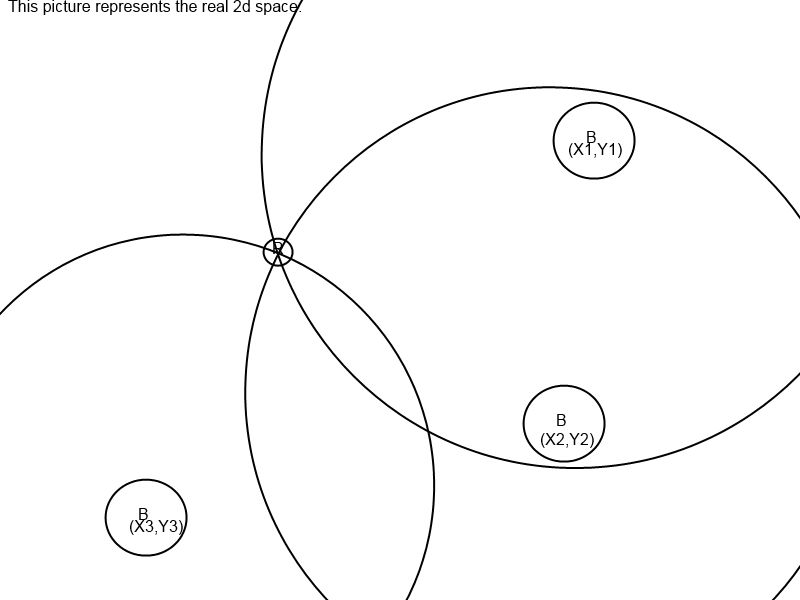 This picture represents the real 2d space.
B
(X1,Y1)
R
B
(X2,Y2)
B
(X3,Y3)